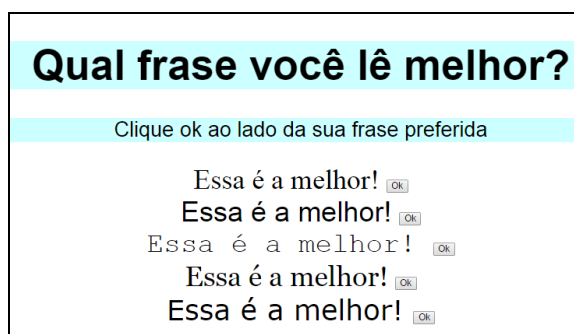 Qual frase você lê melhor?
Clique ok ao lado da sua frase preferida
Essa é a melhor! Ok
Essa é a melhor! Ok
Essa é a melhor! Ok
Essa é a melhor! Ok
Essa é a melhor! Ok